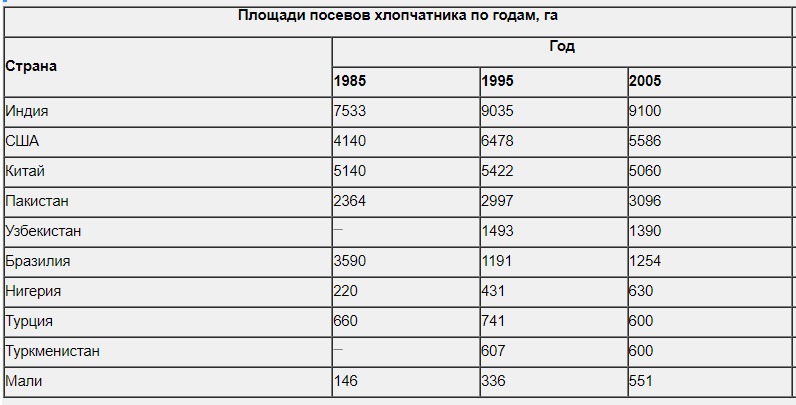 Площади посевов хлопчатника по годам, га
Страна
Год
1985 1995 2005
Индия 7533 9035 9100
США 4140 6478 5586
Китай 5140 5422 5060
Пакистан 2364 2997 3096
Узбекистан – 1493 1390
Бразилия 3590 1191 1254
Нигерия 220 431 630
Турция 660 741 600
Туркменистан – 607 600
Мали 146 336 551